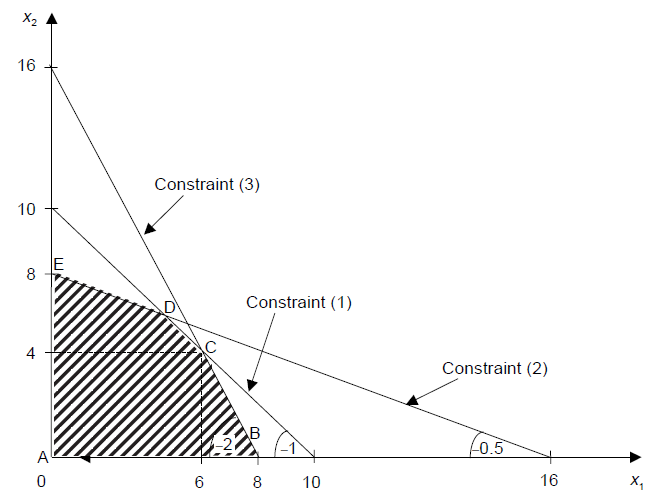 x2
16
Constraint (3)
10
E
8
D
Constraint (1)
C
4
Constraint (2)
B
–2
–1
–0.5
A
0
6
8
10
16
x1